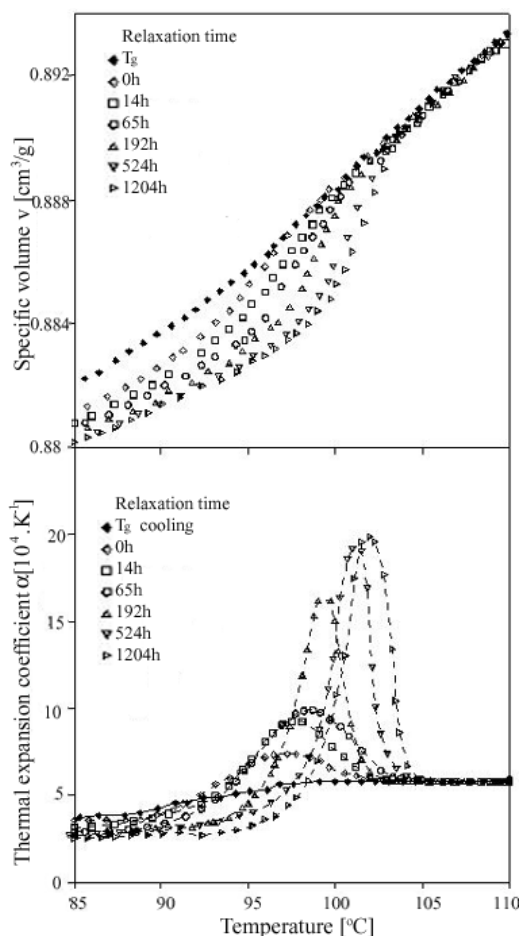 Relaxation time
Tg
0h
14h
65h
192h
524h
1204h
0.892
0.888
0.884
0.88
Specific volume v [cm³/g]
Relaxation time
Tg cooling
0h
14h
65h
192h
524h
1204h
20
15
10
5
0
Thermal expansion coefficient α[10⁴.K⁻¹]
85 90 95 100 105 110
Temperature [°C]